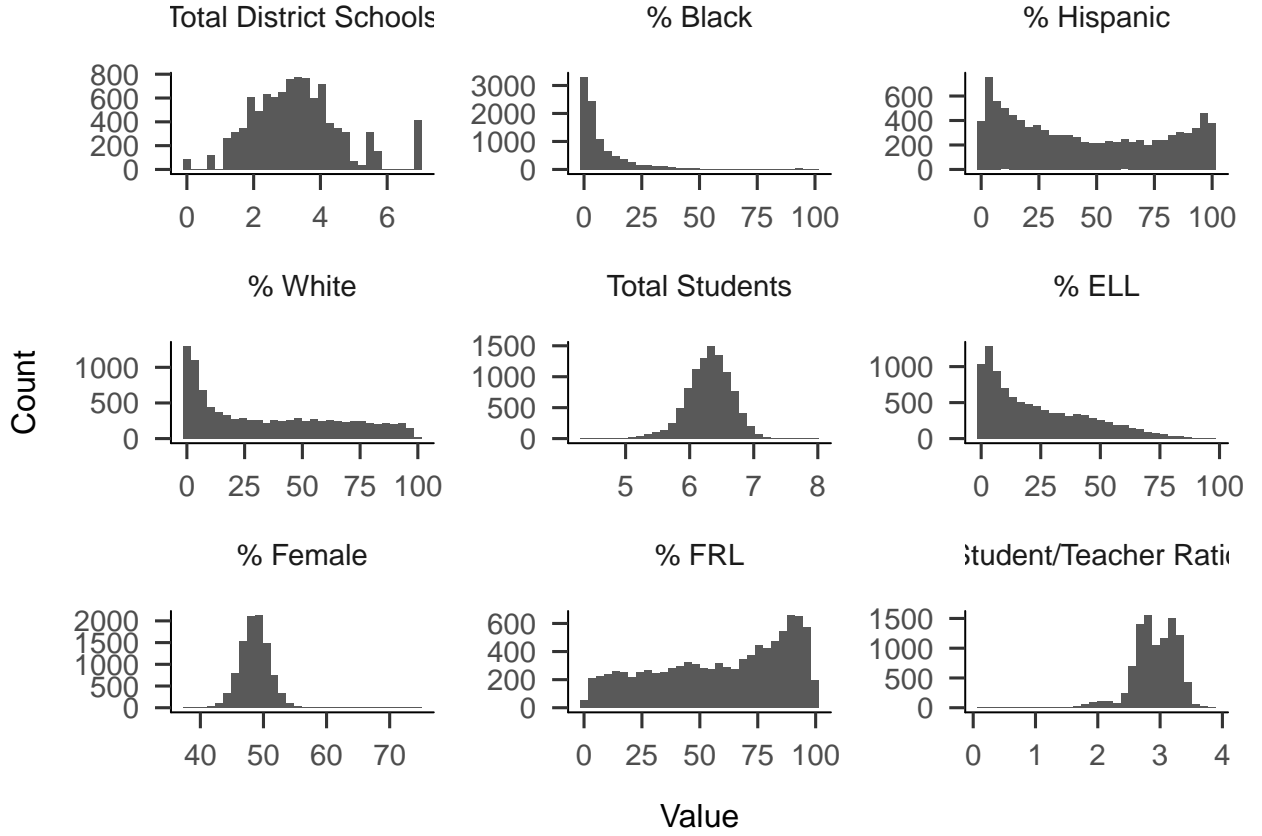 Total District Schools
% Black
% Hispanic
800
600
400
200
0
0 2 4 6
3000
2000
1000
0
0 25 50 75 100
600
400
200
0
0 25 50 75 100
% White
Total Students
% ELL
1000
500
0
0 25 50 75 100
1500
1000
500
0
5 6 7 8
1000
500
0
0 25 50 75 100
Count
% Female
% FRL
Student/Teacher Ratio
2000
1500
1000
500
0
40 50 60 70
600
400
200
0
0 25 50 75 100
1500
1000
500
0
0 1 2 3 4
Value